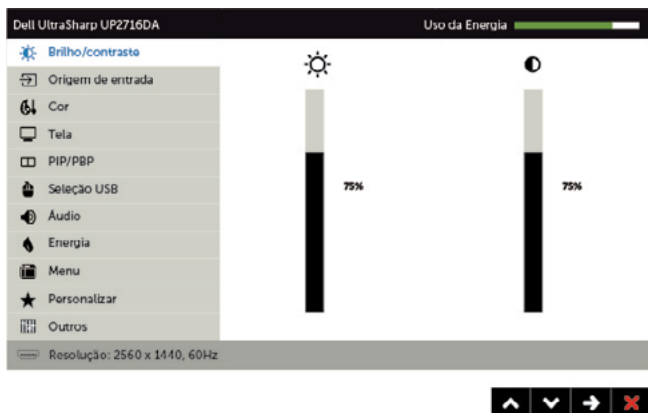 Dell UltraSharp UP2716DA Uso da Energia
Brilho/contraste
Origem de entrada
Cor
Tela
PIP/PBP
Seleção USB
75% 75%
Áudio
Energia
Menu
Personalizar
Outros
Resolução: 2560 x 1440, 60Hz